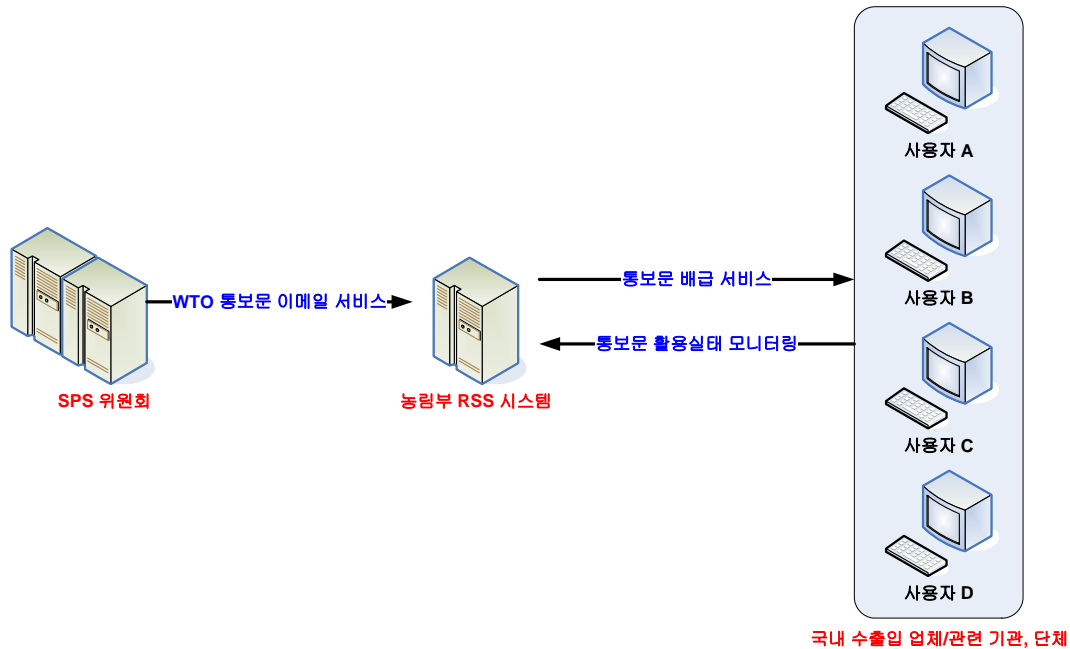 사용자 A
사용자 B
통보문 배급 서비스
WTO 통보문 이메일 서비스
통보문 활용실태 모니터링
SPS 위원회
농림부 RSS 시스템
사용자 C
사용자 D
국내 수출입 업체/관련 기관, 단체